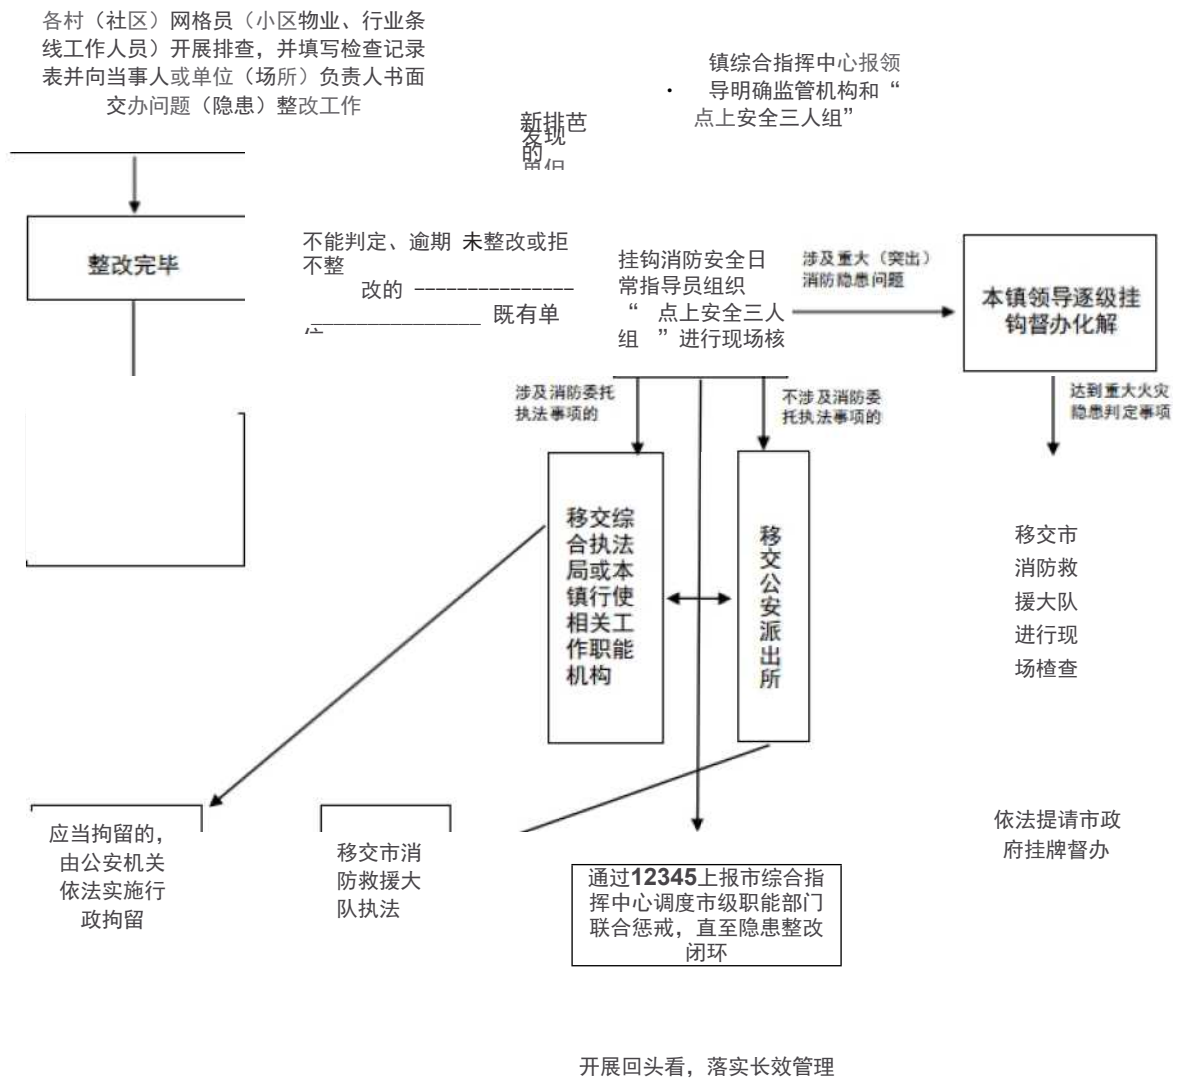 各村（社区）网格员（小区物业、行业条
线工作人员）开展排查，并填写检查记录
表并向当事人或单位（场所）负责人书面
交办问题（隐患）整改工作
镇综合指挥中心报领
· 导明确监管机构和“
点上安全三人组”
新排芭
发现
的
整改完毕
不能判定、逾期 未整改或拒
不整
改的
既有单
挂钩消防安全日
常指导员组织
“ 点上安全三人
组 ”进行现场核
涉及重大（突出）
消防隐患问题
本镇领导逐级挂
钩督办化解
涉及消防委托
执法事项的
不涉及消防委
托执法事项的
达到重大火灾
隐患判定事项
移交综
合执法
局或本
镇行使
相关工
作职能
机构
移
交
公
安
派
出
所
移交市
消防救
援大队
进行现
场楂查
应当拘留的，
由公安机关
依法实施行
政拘留
移交市消
防救援大
队执法
通过12345上报市综合指
挥中心调度市级职能部门
联合惩戒，直至隐患整改
闭环
依法提请市政
府挂牌督办
开展回头看，落实长效管理